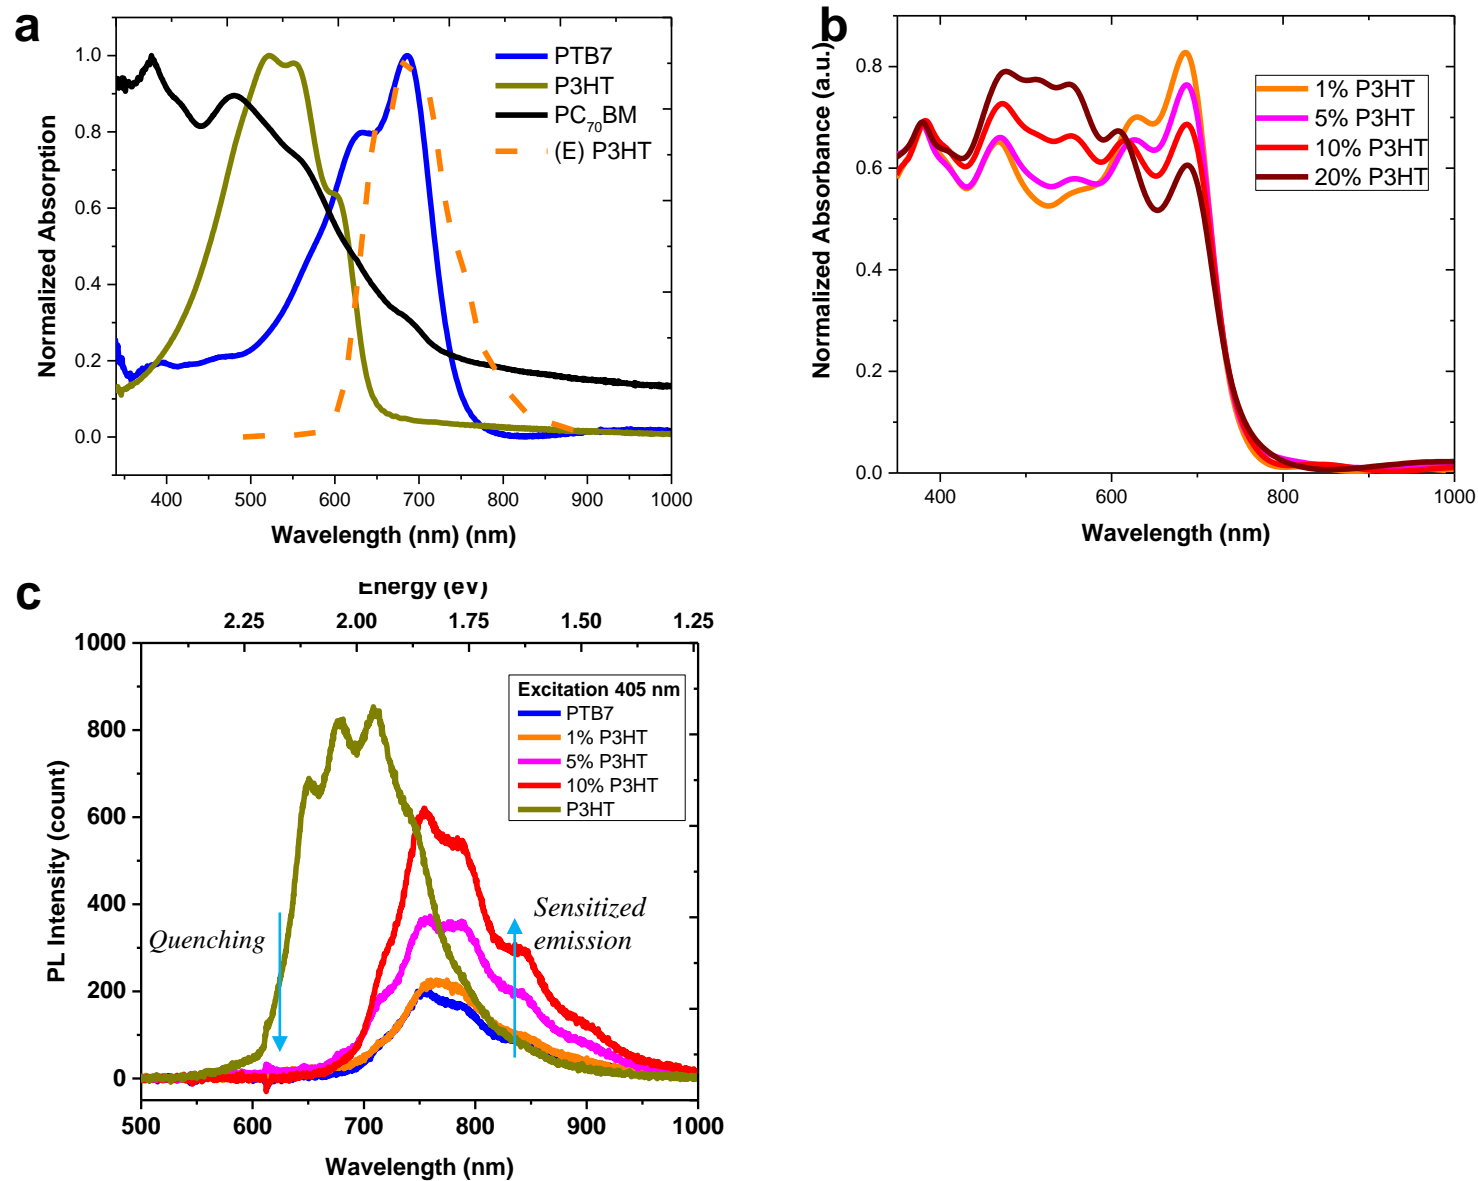 a
PTB7
P3HT
PC70BM
(E) P3HT
1.0
0.8
0.6
0.4
0.2
0.0
Normalized Absorption
400 500 600 700 800 900 1000
Wavelength (nm) (nm)
b
1% P3HT
5% P3HT
10% P3HT
20% P3HT
0.8
0.6
0.4
0.2
0.0
Normalized Absorbance (a.u.)
400 600 800 1000
Wavelength (nm)
c
Energy (eV)
2.25 2.00 1.75 1.50 1.25
1000
800
600
400
200
0
PL Intensity (count)
Excitation 405 nm
PTB7
1% P3HT
5% P3HT
10% P3HT
P3HT
Quenching
Sensitized
emission
500 600 700 800 900 1000
Wavelength (nm)